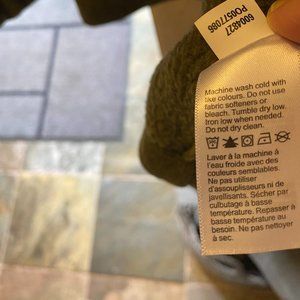 6004827
PO0577086
Machine wash cold with
like colours. Do not use
fabric softeners or
bleach. Tumble dry low.
Iron low when needed.
Do not dry clean.
Laver à la machine à
l'eau froide avec des
couleurs semblables.
Ne pas utiliser
d'assouplisseurs ni de
javellisants. Sécher par
culbutage à basse
température. Repasser à
basse température au
besoin. Ne pas nettoyer
à sec.